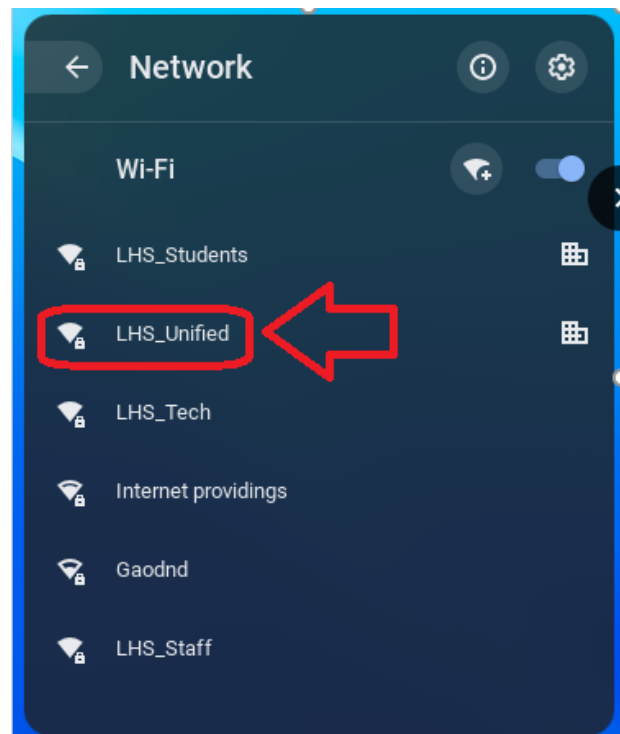 Network
Wi-Fi
LHS_Students
LHS_Unified
LHS_Tech
Internet providings
Gaodnd
LHS_Staff